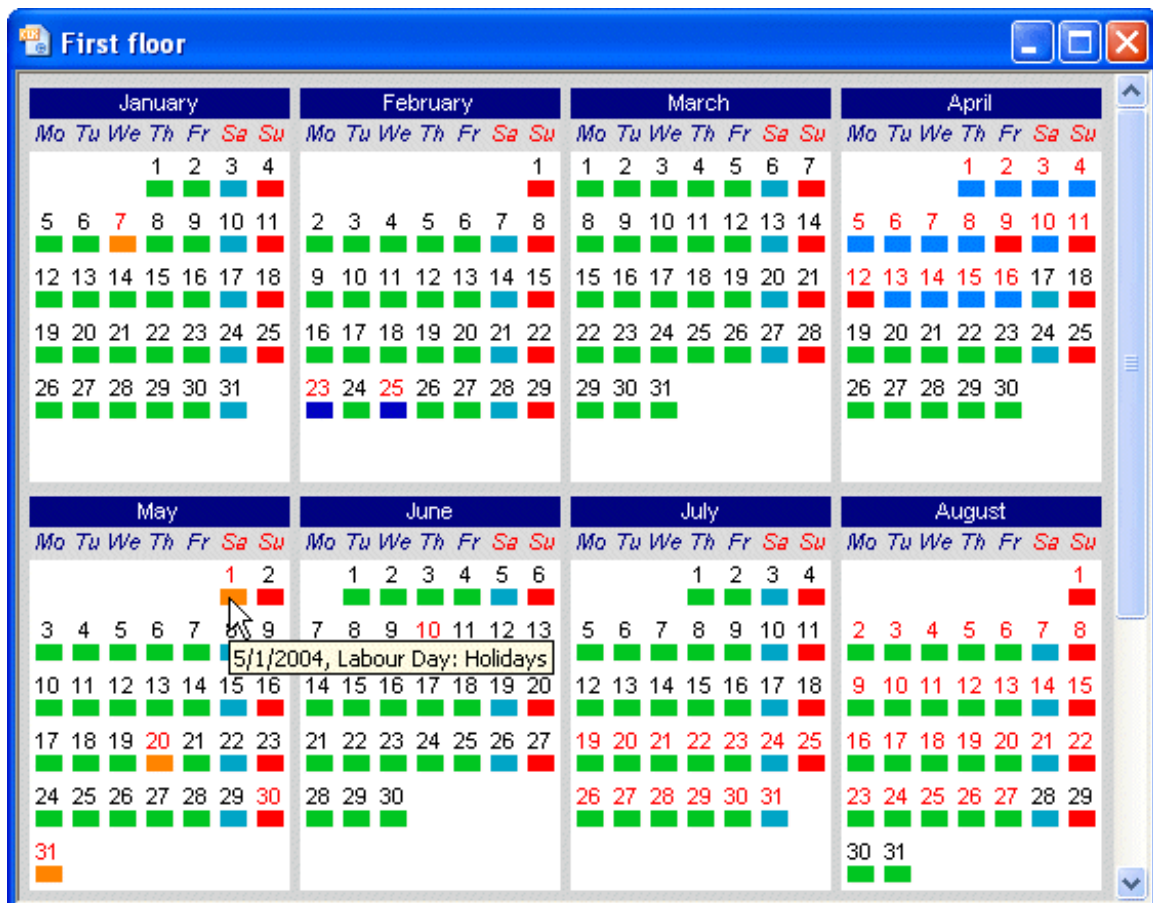 First floor
January February March April
Mo Tu We Th Fr Sa Su Mo Tu We Th Fr Sa Su Mo Tu We Th Fr Sa Su Mo Tu We Th Fr Sa Su
1 2 3 4 1 1 2 3 4 5 6 7 1 2 3 4
5 6 7 8 9 10 11 2 3 4 5 6 7 8 8 9 10 11 12 13 14 5 6 7 8 9 10 11
12 13 14 15 16 17 18 9 10 11 12 13 14 15 15 16 17 18 19 20 21 12 13 14 15 16 17 18
19 20 21 22 23 24 25 16 17 18 19 20 21 22 22 23 24 25 26 27 28 19 20 21 22 23 24 25
26 27 28 29 30 31 23 24 25 26 27 28 29 29 30 31 26 27 28 29 30
May June July August
Mo Tu We Th Fr Sa Su Mo Tu We Th Fr Sa Su Mo Tu We Th Fr Sa Su Mo Tu We Th Fr Sa Su
1 2 1 2 3 4 5 6 1 2 3 4 1
3 4 5 6 7 8 9 7 8 9 10 11 12 13 5 6 7 8 9 10 11 2 3 4 5 6 7 8
5/1/2004, Labour Day: Holidays
10 11 12 13 14 15 16 14 15 16 17 18 19 20 12 13 14 15 16 17 18 9 10 11 12 13 14 15
17 18 19 20 21 22 23 21 22 23 24 25 26 27 19 20 21 22 23 24 25 16 17 18 19 20 21 22
24 25 26 27 28 29 30 28 29 30 26 27 28 29 30 31 23 24 25 26 27 28 29
31 30 31